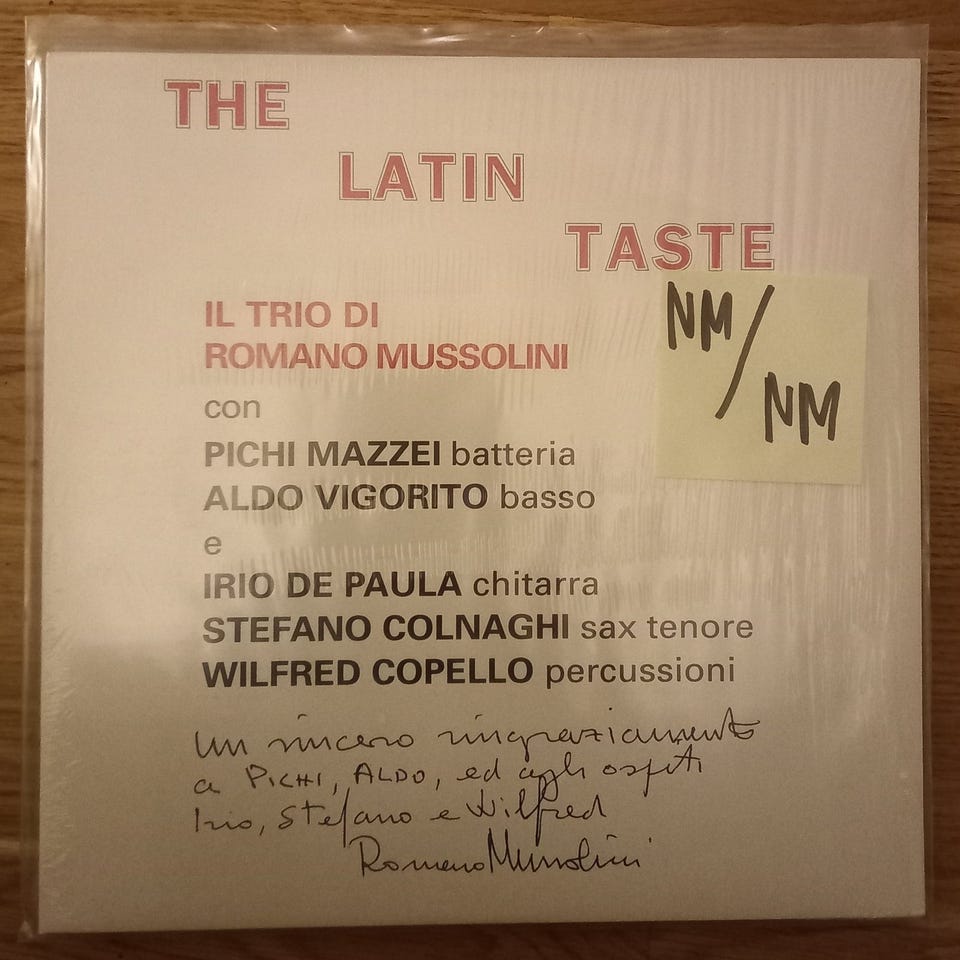 THE
LATIN
TASTE
NM/
NM
IL TRIO DI
ROMANO MUSSOLINI
con
PICHI MAZZEI batteria
ALDO VIGORITO basso
e
IRIO DE PAULA chitarra
STEFANO COLNAGHI sax tenore
WILFRED COPELLO percussioni
Un sincero ringraziamento
a PICHI, ALDO, ed agli ospiti
Irio, Stefano e Wilfred
Romano Mussolini